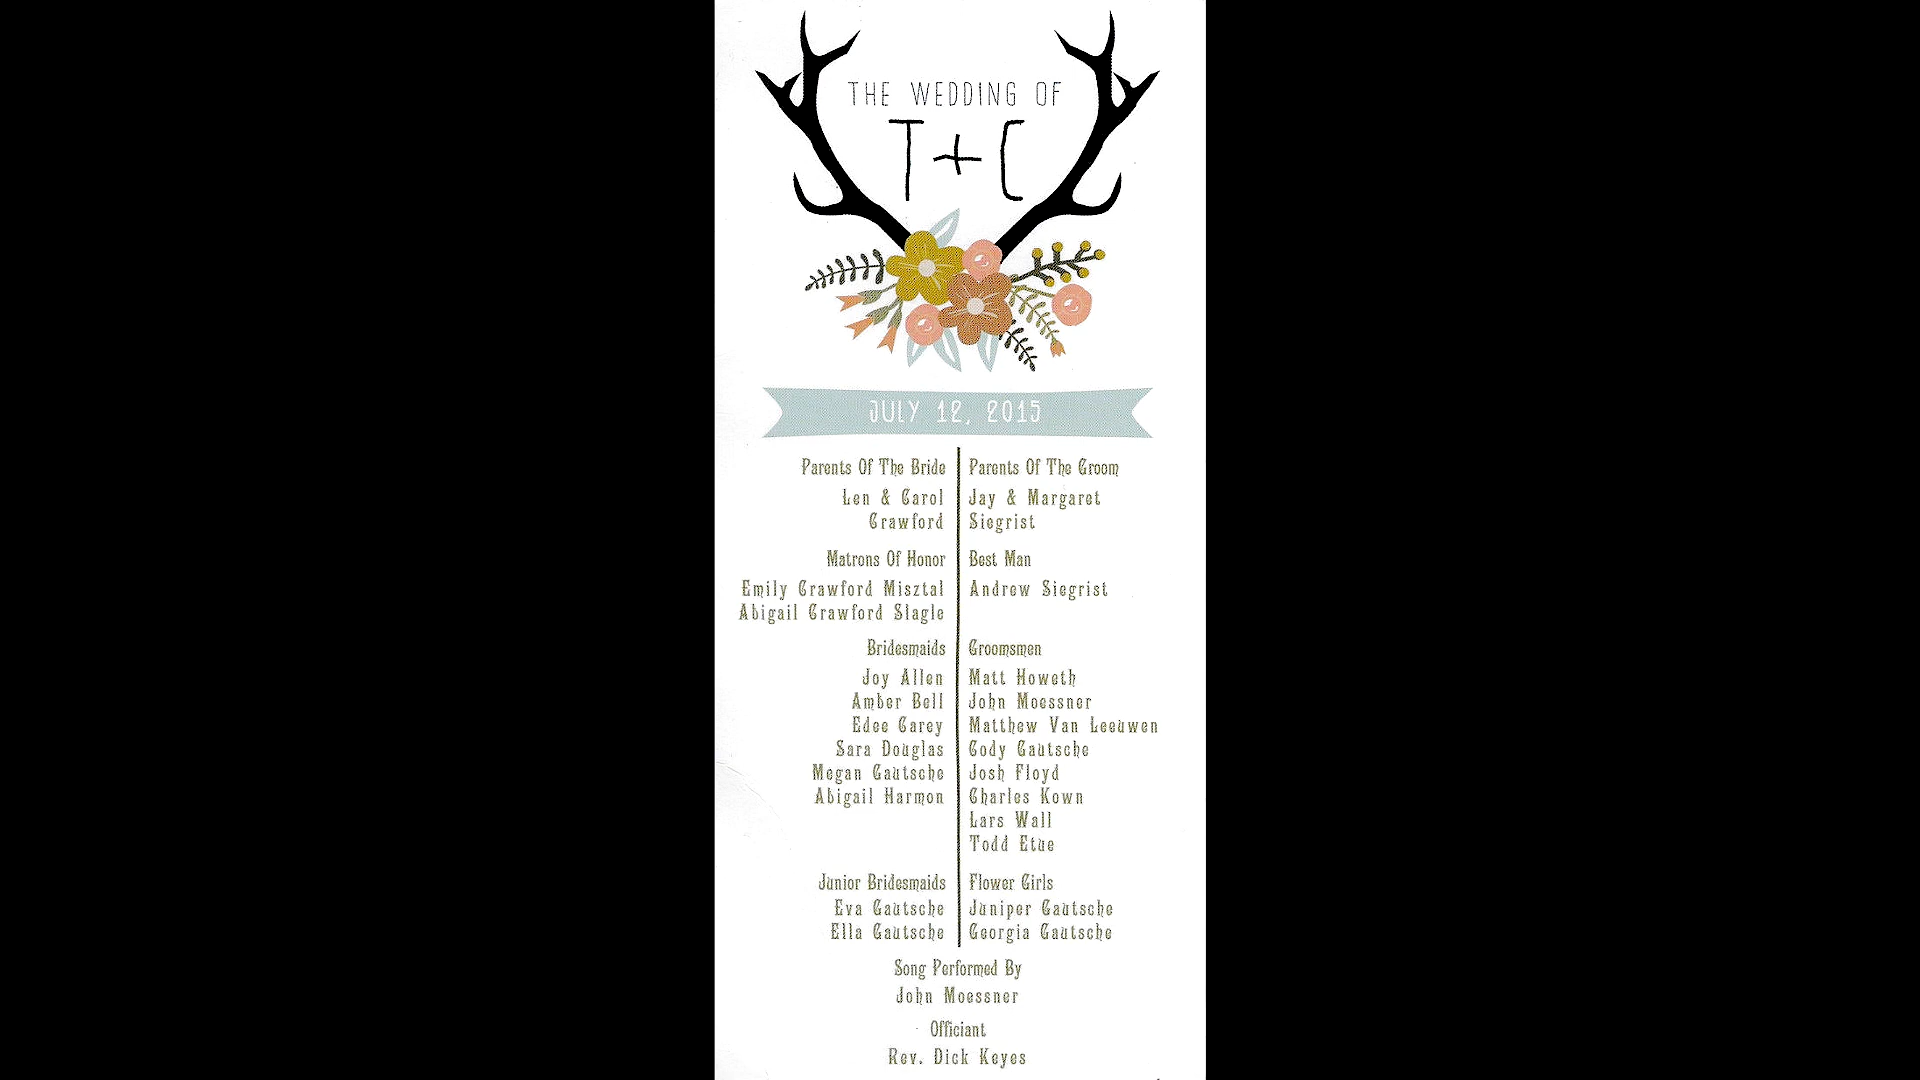 THE WEDDING OF
T + C
JULY 12, 2015
Parents Of The Bride
Len & Carol
Crawford
Matrons Of Honor
Emily Crawford Misztal
Abigail Crawford Slagle
Bridesmaids
Joy Allen
Amber Bell
Edee Carey
Sara Douglas
Megan Gautsche
Abigail Harmon
Junior Bridesmaids
Eva Gautsche
Ella Gautsche
Parents Of The Groom
Jay & Margaret
Siegrist
Best Man
Andrew Siegrist
Groomsmen
Matt Howeth
John Moessner
Matthew Van Leeuwen
Cody Gautsche
Josh Floyd
Charles Kown
Lars Wall
Todd Etue
Flower Girls
Juniper Gautsche
Georgia Gautsche
Song Performed By
John Moessner
Officiant
Rev. Dick Keyes